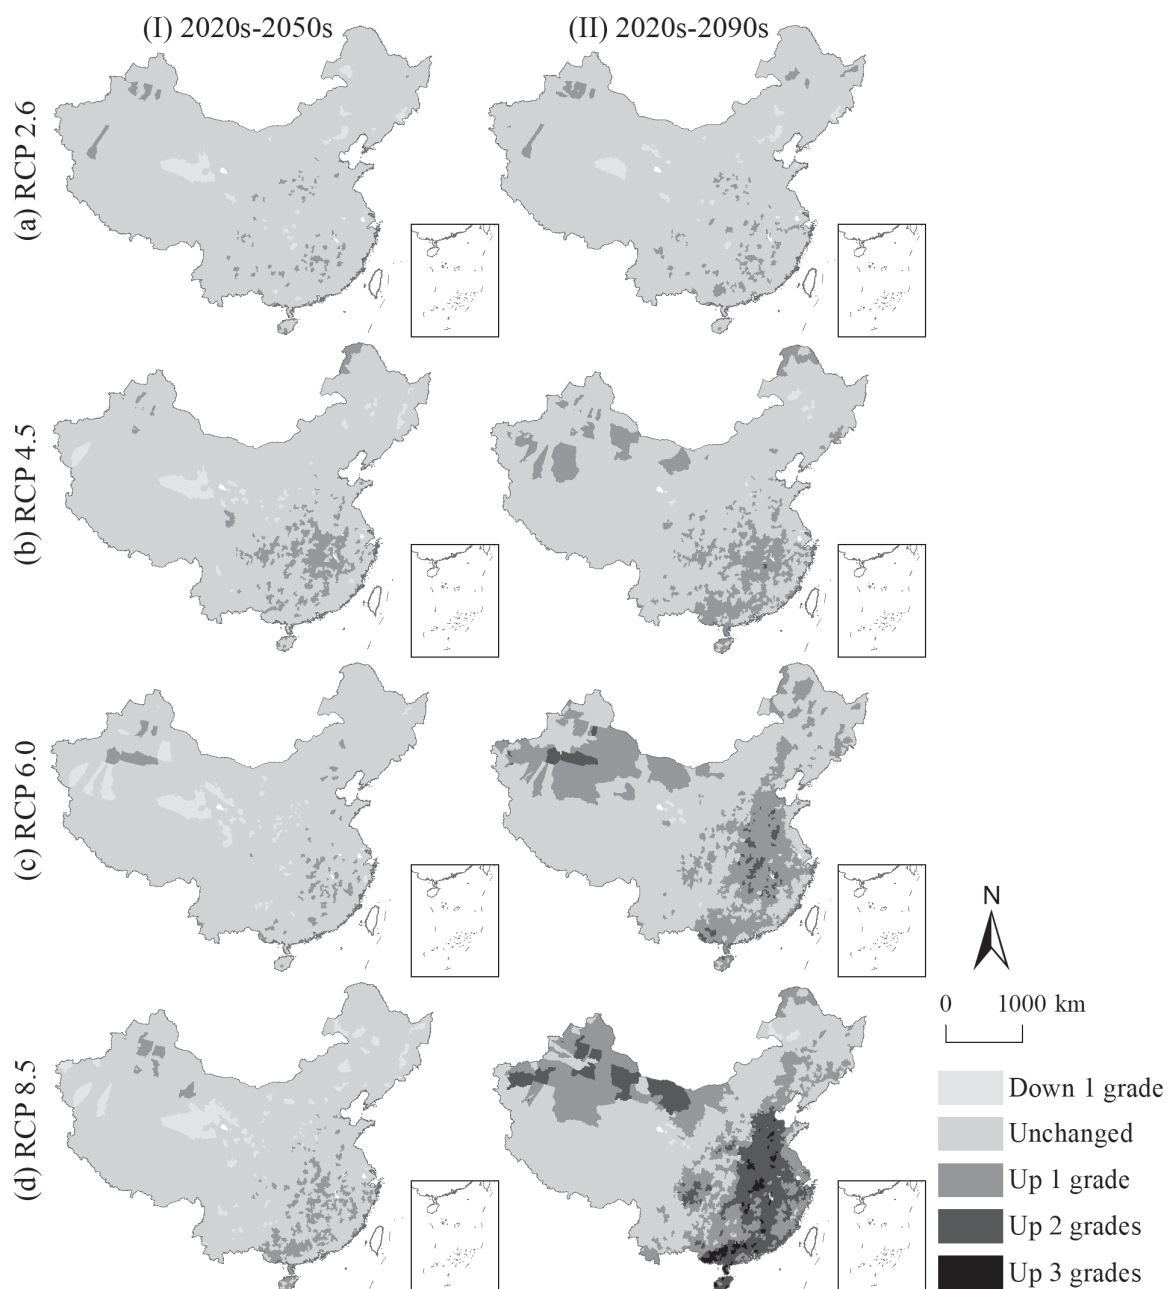 (I) 2020s-2050s
(II) 2020s-2090s
(a) RCP 2.6
(b) RCP 4.5
(c) RCP 6.0
(d) RCP 8.5
N
0 1000 km
Down 1 grade
Unchanged
Up 1 grade
Up 2 grades
Up 3 grades